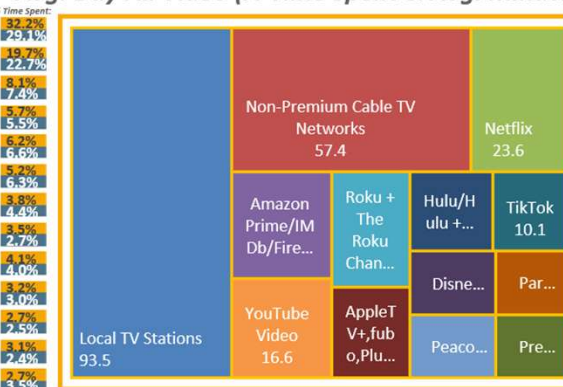 Time Spent:
32.2%
29.1%
19.7%
22.7%
8.1%
7.4%
5.7%
5.5%
6.2%
6.6%
5.2%
6.3%
3.8%
4.4%
3.5%
2.7%
4.1%
4.0%
3.2%
3.0%
2.7%
2.5%
3.1%
2.4%
2.7%
3.5%
Local TV Stations
93.5
Non-Premium Cable TV
Networks
57.4
Netflix
23.6
Amazon
Prime/IM
Db/Fire...
YouTube
Video
16.6
Roku +
The
Roku
Chan...
AppleT
V+,fub
o,Plu...
Hulu/H
ulu +...
TikTok
10.1
Disne...
Par...
Peaco...
Pre...